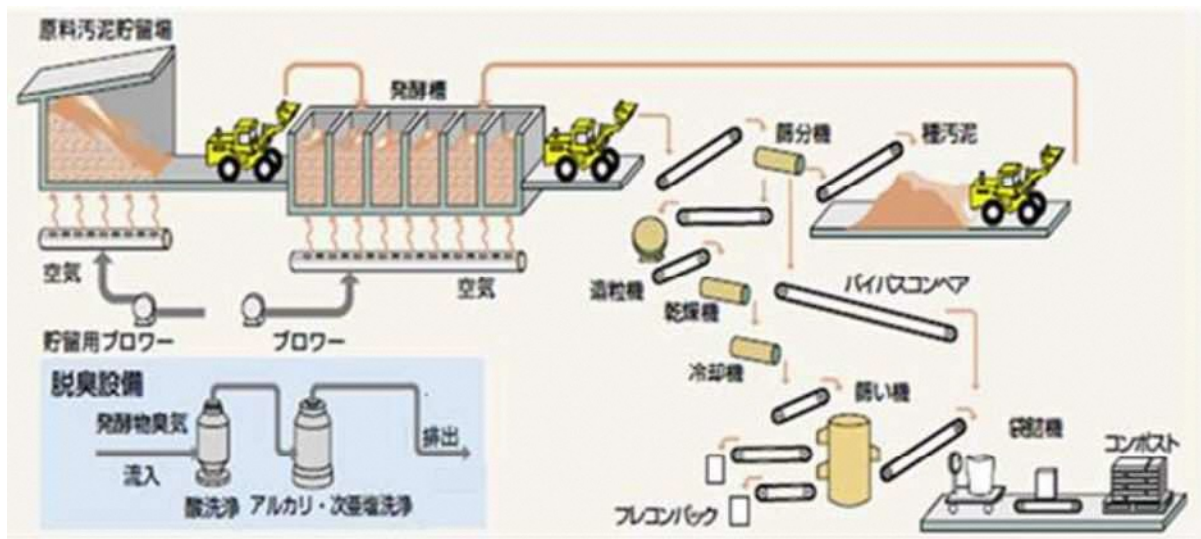 原料汚泥貯留場
発酵槽
篩分機
種汚泥
空気
空気
造粒機
乾燥機
バイパスコンベア
貯留用ブロワー
ブロワー
冷却機
脱臭設備
篩い機
発酵物臭気
排出
袋詰機
コンポスト
流入
酸洗浄
アルカリ・次亜塩洗浄
フレコンパック